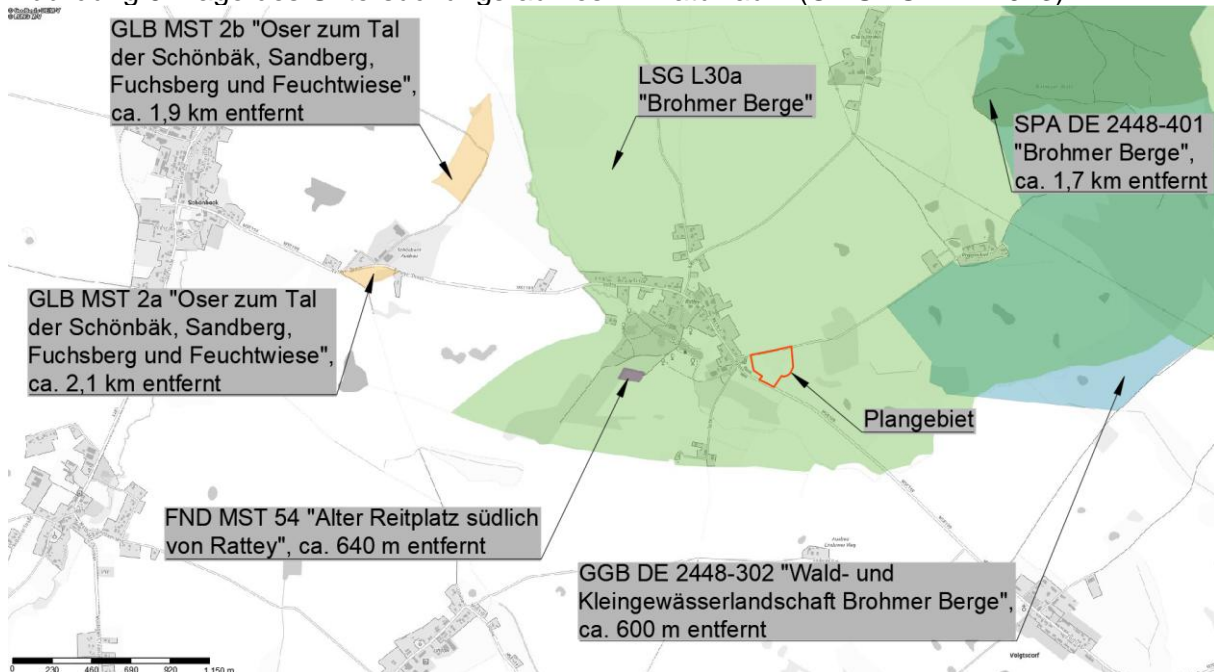 GLB MST 2b "Oser zum Tal
der Schönbäk, Sandberg,
Fuchsberg und Feuchtwiese",
ca. 1,9 km entfernt
LSG L30a
"Brohmer Berge"
SPA DE 2448-401
"Brohmer Berge",
ca. 1,7 km entfernt
Schönbeck
GLB MST 2a "Oser zum Tal
der Schönbäk, Sandberg,
Fuchsberg und Feuchtwiese",
ca. 2,1 km entfernt
Plangebiet
FND MST 54 "Alter Reitplatz südlich
von Rattey", ca. 640 m entfernt
GGB DE 2448-302 "Wald- und
Kleingewässerlandschaft Brohmer Berge",
ca. 600 m entfernt
Voigtsdorf
0 230 460 690 920 1.150 m